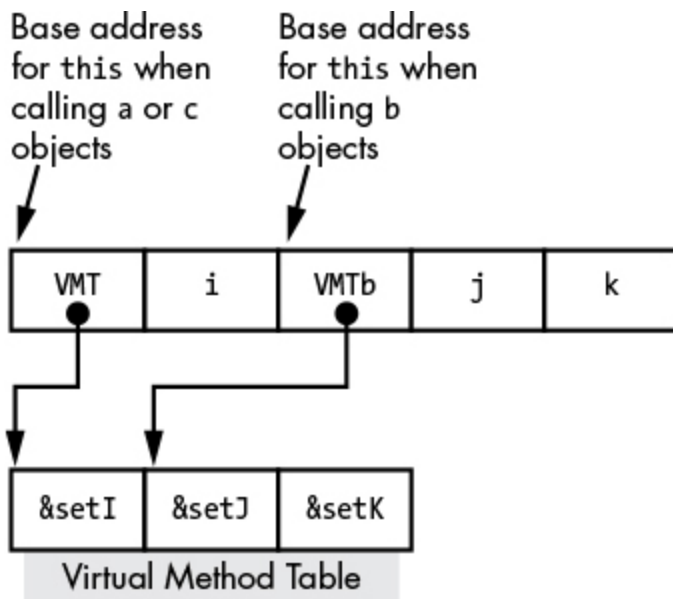 Base address
for this when
calling a or c
objects
Base address
for this when
calling b
objects
VMT
i
VMTb
j
k
&setI
&setJ
&setK
Virtual Method Table